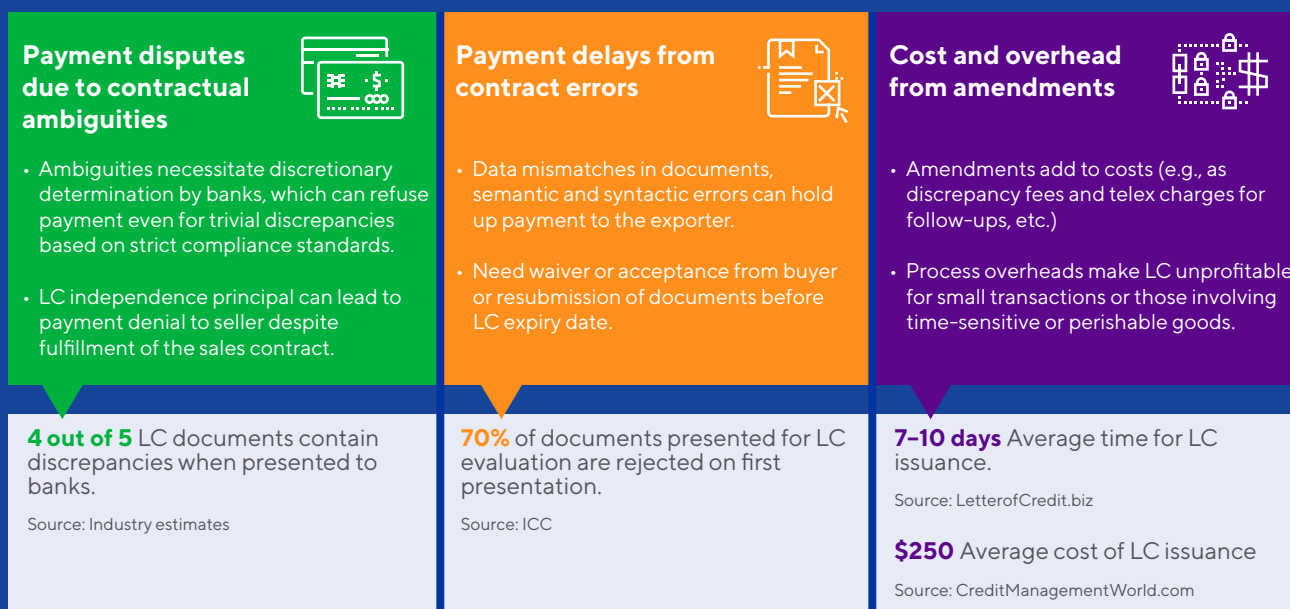 Payment disputes
due to contractual
ambiguities
• Ambiguities necessitate discretionary
determination by banks, which can refuse
payment even for trivial discrepancies
based on strict compliance standards.
• LC independence principal can lead to
payment denial to seller despite
fulfillment of the sales contract.
4 out of 5 LC documents contain
discrepancies when presented to
banks.
Source: Industry estimates
Payment delays from
contract errors
• Data mismatches in documents,
semantic and syntactic errors can hold
up payment to the exporter.
• Need waiver or acceptance from buyer
or resubmission of documents before
LC expiry date.
70% of documents presented for LC
evaluation are rejected on first
presentation.
Source: ICC
Cost and overhead
from amendments
• Amendments add to costs (e.g., as
discrepancy fees and telex charges for
follow-ups, etc.)
• Process overheads make LC unprofitable
for small transactions or those involving
time-sensitive or perishable goods.
7–10 days Average time for LC
issuance.
Source: LetterofCredit.biz
$250 Average cost of LC issuance
Source: CreditManagementWorld.com